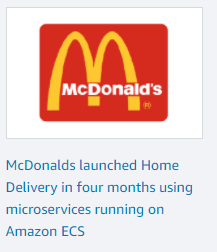 McDonald's
®
McDonalds launched Home
Delivery in four months using
microservices running on
Amazon ECS